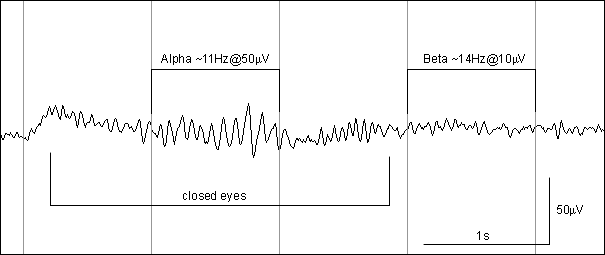 Alpha ~11Hz@50µV
Beta ~14Hz@10µV
closed eyes
50µV
1s